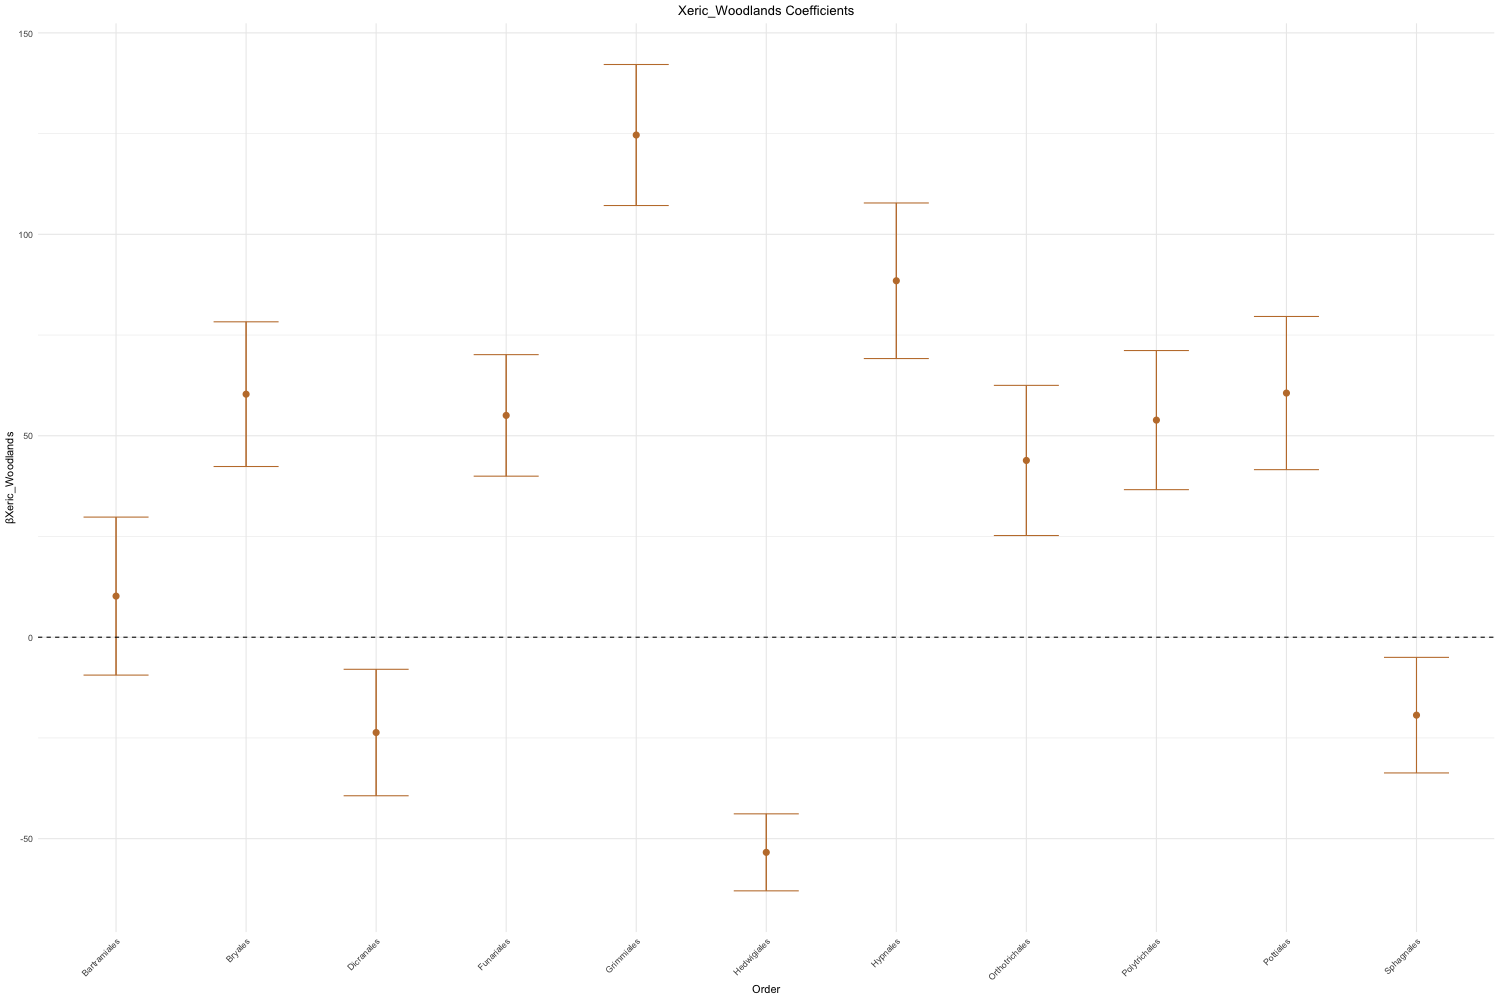 Xeric_Woodlands Coefficients
150
100
50
0
-50
βXeric_Woodlands
Bartramiales
Bryales
Dicranales
Funariales
Grimmiales
Hedwigiales
Hypnales
Orthotrichales
Polytrichales
Pottiales
Sphagnales
Order